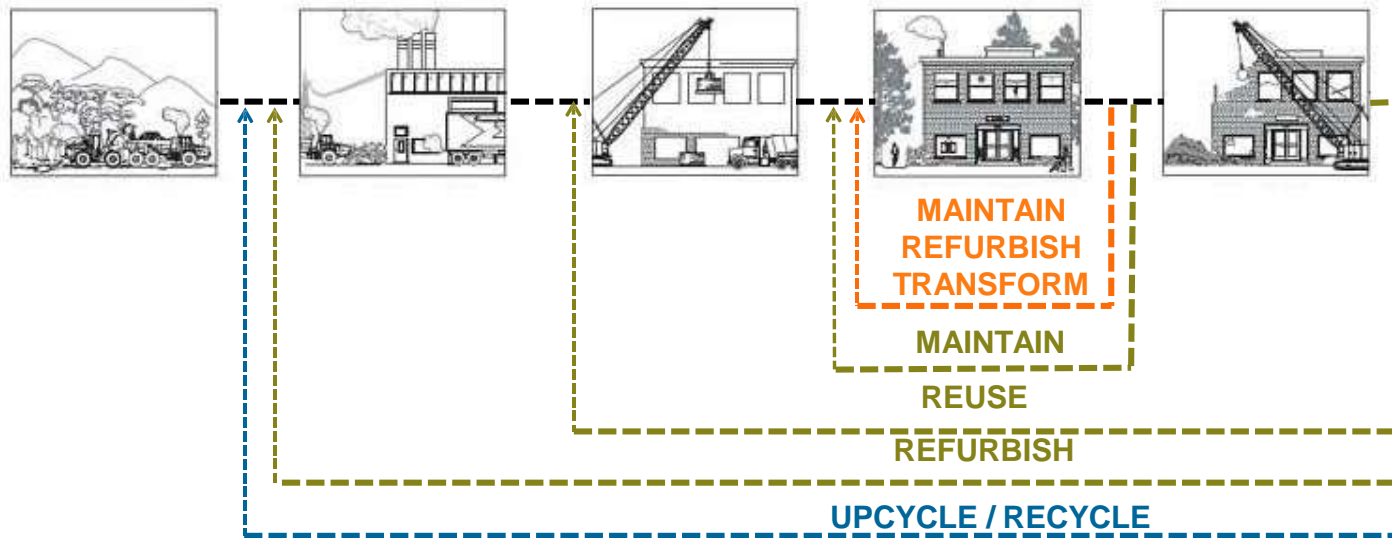 MAINTAIN
REFURBISH
TRANSFORM
MAINTAIN
REUSE
REFURBISH
UPCYCLE / RECYCLE